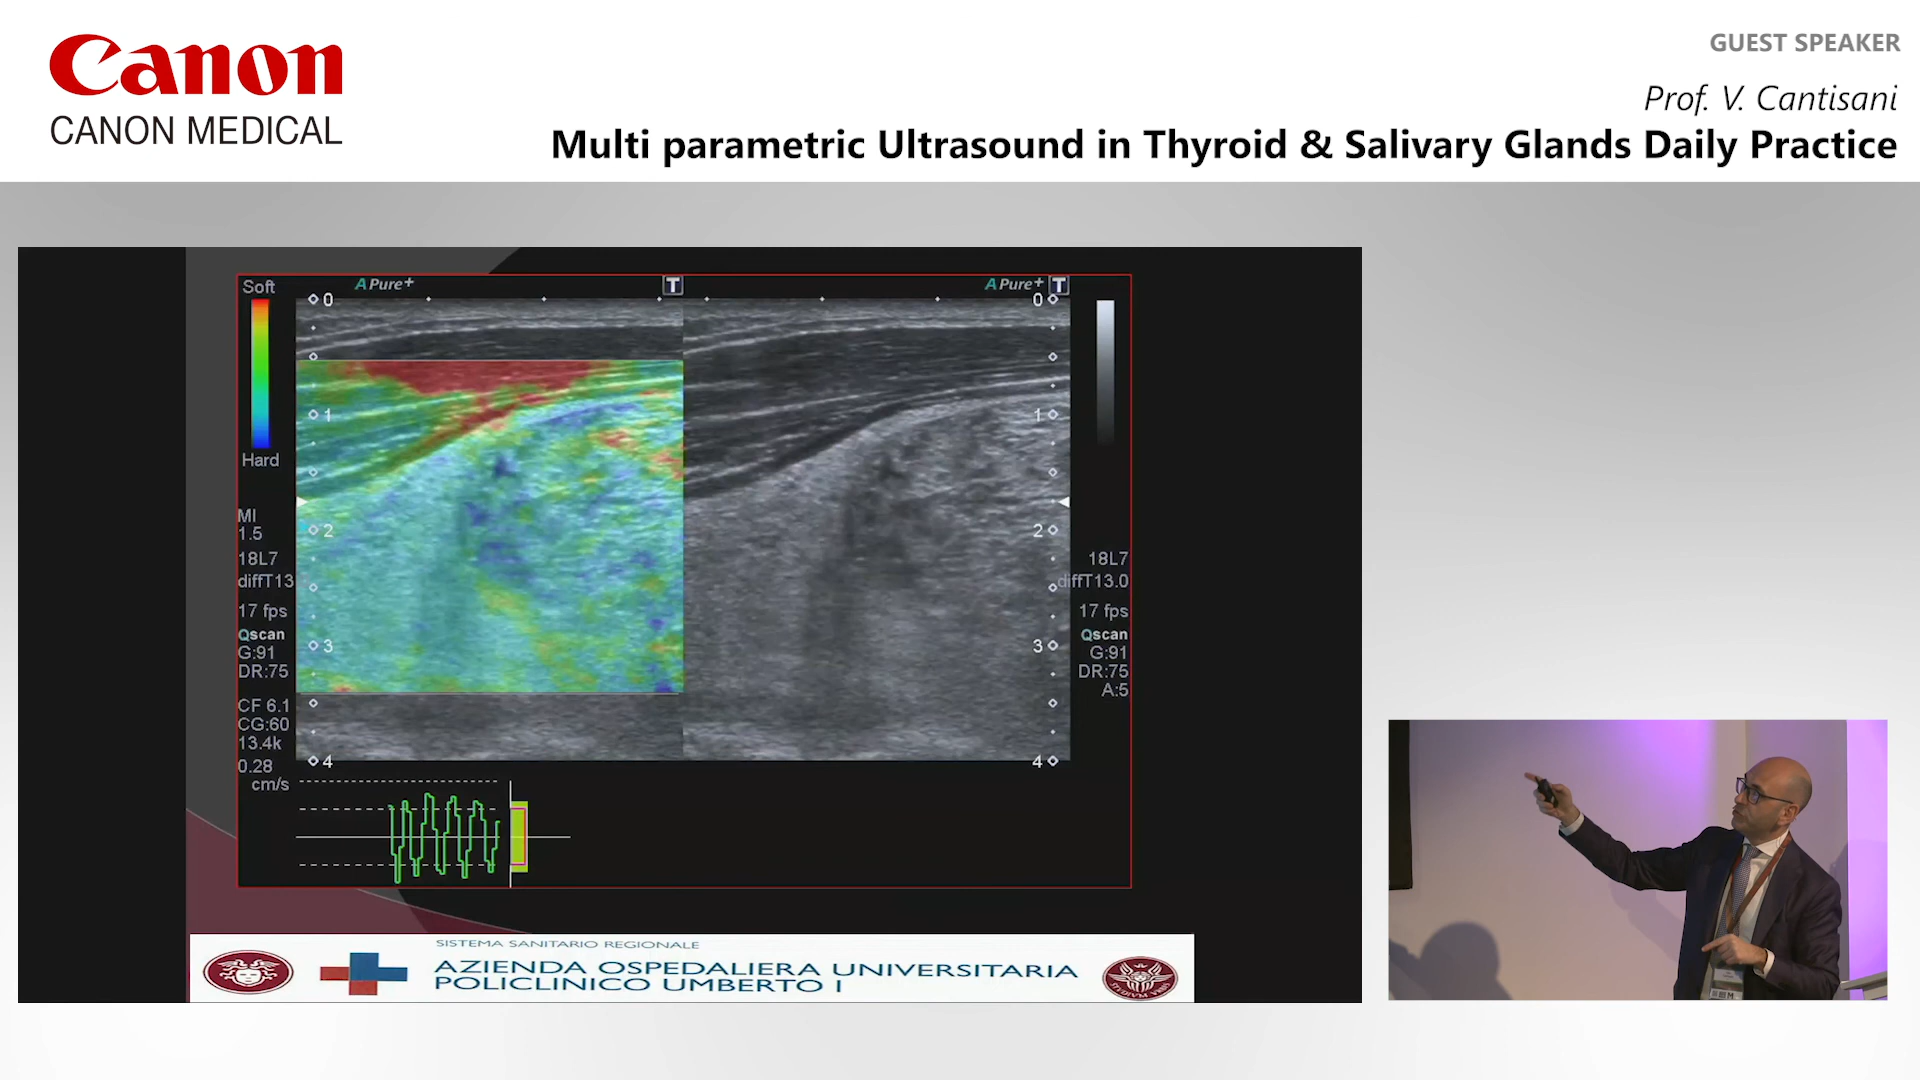 Canon
CANON MEDICAL
GUEST SPEAKER
Prof. V. Cantisani
Multi parametric Ultrasound in Thyroid & Salivary Glands Daily Practice
Soft
A Pure+
T
A Pure+
T
0
0
1
1
Hard
MI
1.5
2
2
18L7
18L7
diffT13
diffT13.0
17 fps
17 fps
Qscan
Qscan
G:91
G:91
3
3
DR:75
DR:75
A:5
CF 6.1
CG:60
13.4k
0.28
cm/s
4
4
SISTEMA SANITARIO REGIONALE
AZIENDA OSPEDALIERA UNIVERSITARIA
POLICLINICO UMBERTO I